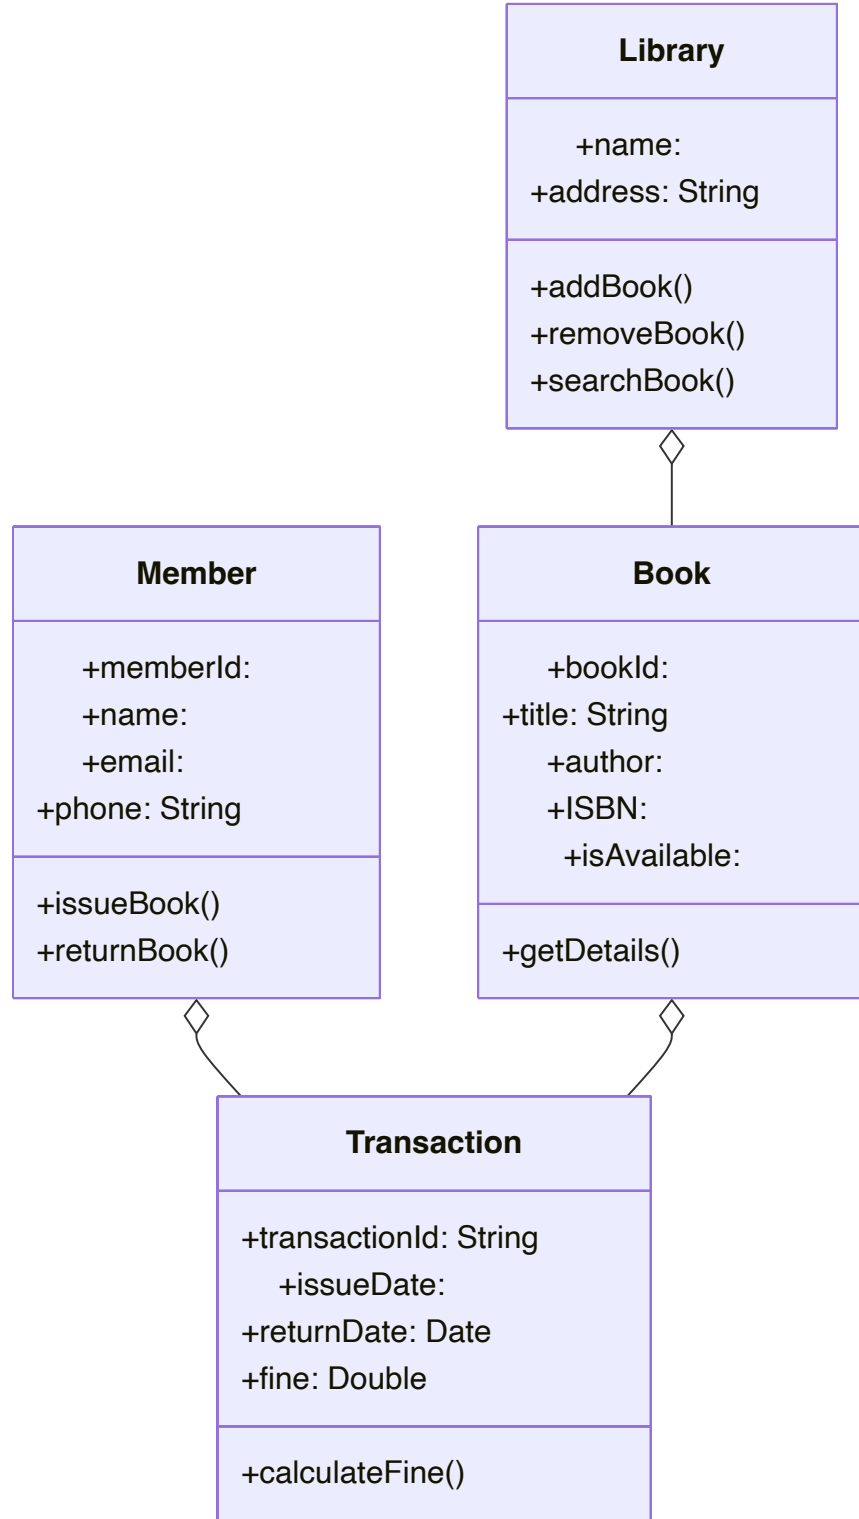 Library
+name:
+address: String
+addBook()
+removeBook()
+searchBook()
Member
+memberId:
+name:
+email:
+phone: String
+issueBook()
+returnBook()
Book
+bookId:
+title: String
+author:
+ISBN:
+isAvailable:
+getDetails()
Transaction
+transactionId: String
+issueDate:
+returnDate: Date
+fine: Double
+calculateFine()